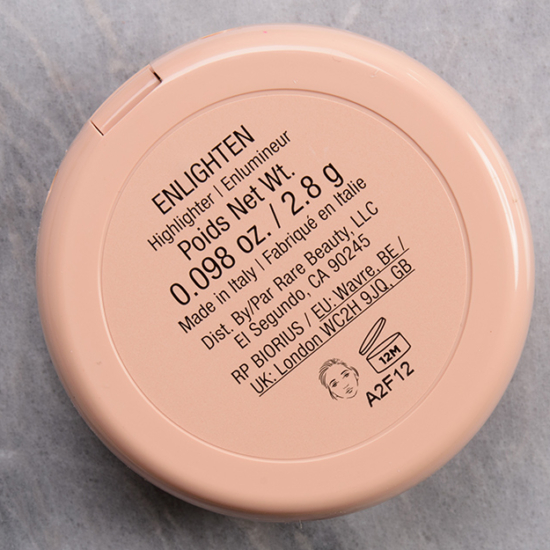 ENLIGHTEN
Highlighter | Enlumineur
Poids Net Wt.
0.098 oz. / 2.8 g
Made in Italy | Fabriqué en Italie
Dist. By/Par Rare Beauty, LLC
El Segundo, CA 90245
RP BIORIUS / EU: Wavre, BE /
UK: London WC2H 9JQ, GB
12M
A2F12